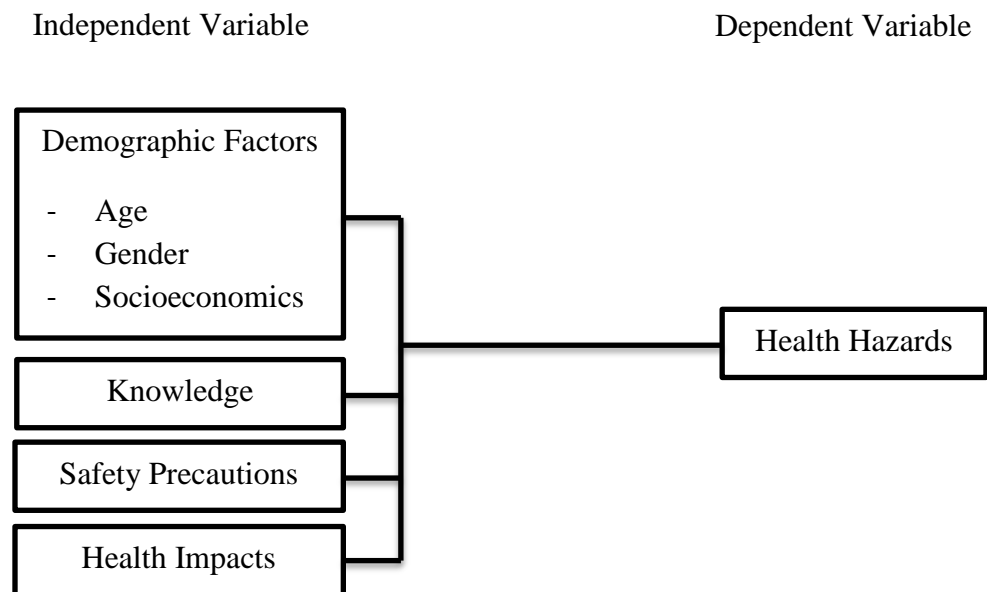 Independent Variable
Dependent Variable
Demographic Factors
- Age
- Gender
- Socioeconomics
Health Hazards
Knowledge
Safety Precautions
Health Impacts